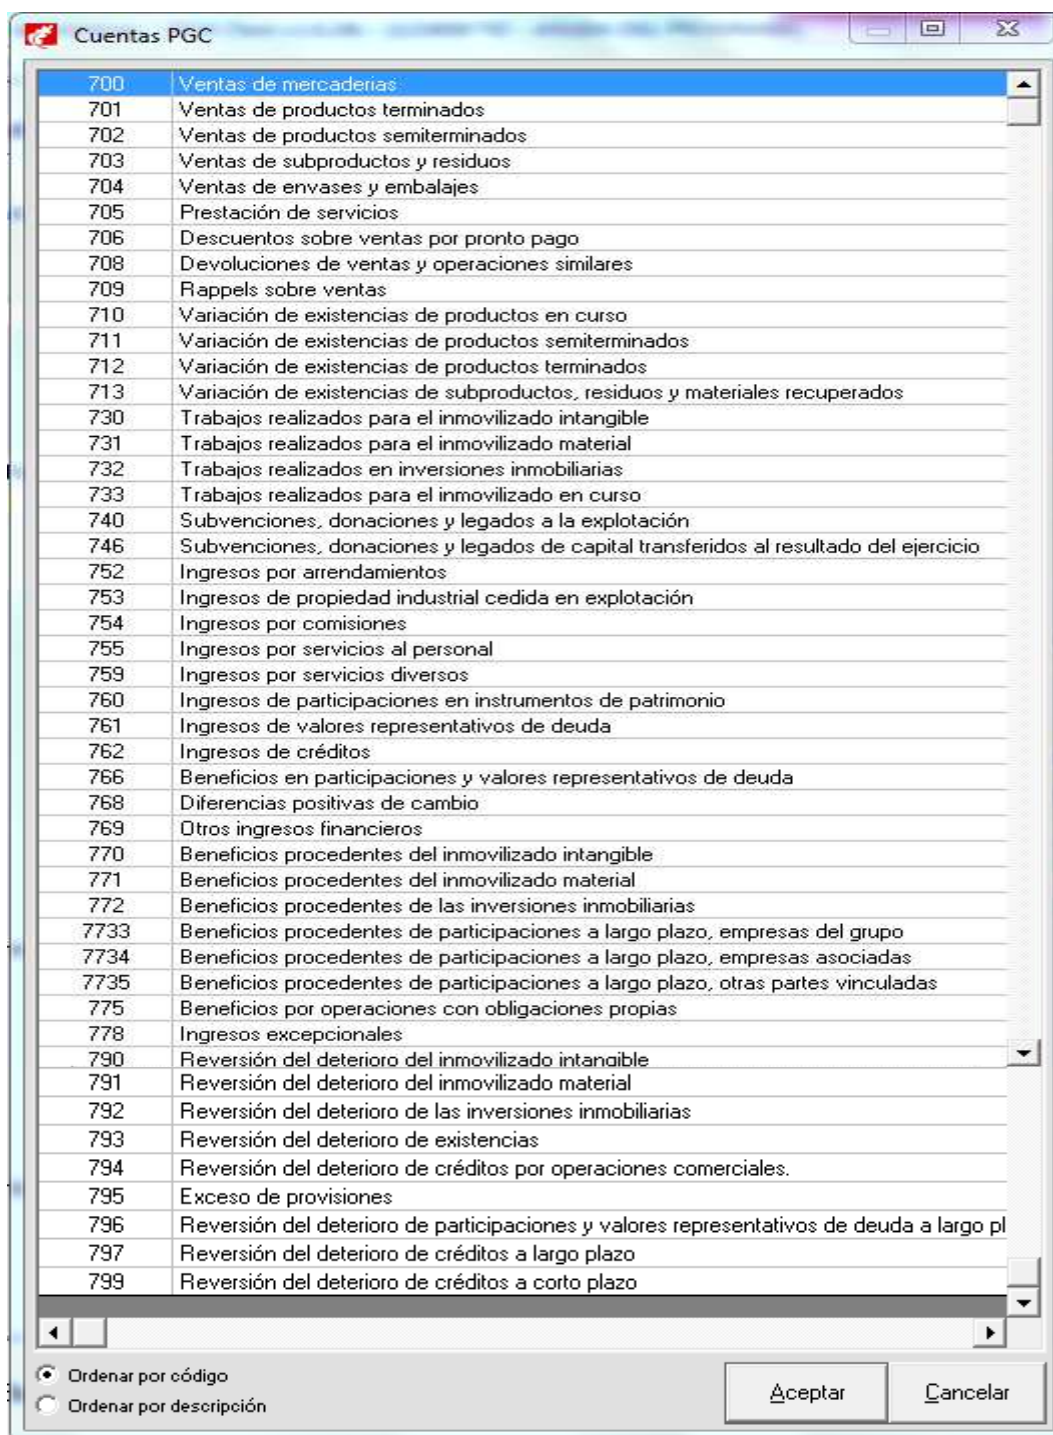 Cuentas PGC
700 Ventas de mercaderias
701 Ventas de productos terminados
702 Ventas de productos semiterminados
703 Ventas de subproductos y residuos
704 Ventas de envases y embalajes
705 Prestación de servicios
706 Descuentos sobre ventas por pronto pago
708 Devoluciones de ventas y operaciones similares
709 Rappels sobre ventas
710 Variación de existencias de productos en curso
711 Variación de existencias de productos semiterminados
712 Variación de existencias de productos terminados
713 Variación de existencias de subproductos, residuos y materiales recuperados
730 Trabajos realizados para el inmovilizado intangible
731 Trabajos realizados para el inmovilizado material
732 Trabajos realizados en inversiones inmobiliarias
733 Trabajos realizados para el inmovilizado en curso
740 Subvenciones, donaciones y legados a la explotación
746 Subvenciones, donaciones y legados de capital transferidos al resultado del ejercicio
752 Ingresos por arrendamientos
753 Ingresos de propiedad industrial cedida en explotación
754 Ingresos por comisiones
755 Ingresos por servicios al personal
759 Ingresos por servicios diversos
760 Ingresos de participaciones en instrumentos de patrimonio
761 Ingresos de valores representativos de deuda
762 Ingresos de créditos
766 Beneficios en participaciones y valores representativos de deuda
768 Diferencias positivas de cambio
769 Otros ingresos financieros
770 Beneficios procedentes del inmovilizado intangible
771 Beneficios procedentes del inmovilizado material
772 Beneficios procedentes de las inversiones inmobiliarias
7733 Beneficios procedentes de participaciones a largo plazo, empresas del grupo
7734 Beneficios procedentes de participaciones a largo plazo, empresas asociadas
7735 Beneficios procedentes de participaciones a largo plazo, otras partes vinculadas
775 Beneficios por operaciones con obligaciones propias
778 Ingresos excepcionales
790 Reversión del deterioro del inmovilizado intangible
791 Reversión del deterioro del inmovilizado material
792 Reversión del deterioro de las inversiones inmobiliarias
793 Reversión del deterioro de existencias
794 Reversión del deterioro de créditos por operaciones comerciales.
795 Exceso de provisiones
796 Reversión del deterioro de participaciones y valores representativos de deuda a largo pl
797 Reversión del deterioro de créditos a largo plazo
799 Reversión del deterioro de créditos a corto plazo
Ordenar por código
Ordenar por descripción
Aceptar
Cancelar